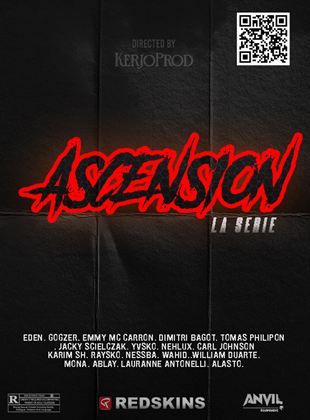 DIRECTED BY
KERJOPROD
ASCENSION
LA SERIE
EDEN. GOGZER. EMMY MC CARRON. DIMITRI BAGOT. TOMAS PHILIPON
. JACKY SCIELCZAK. YVSKO. NEHLUX. CARL JOHNSON
KARIM SH. RAYSKO. NESSBA. WAHID..WILLIAM DUARTE.
MONA. ABLAY. LAURANNE ANTONELLI. ALASTO.
R
REDSKINS
ANVIL